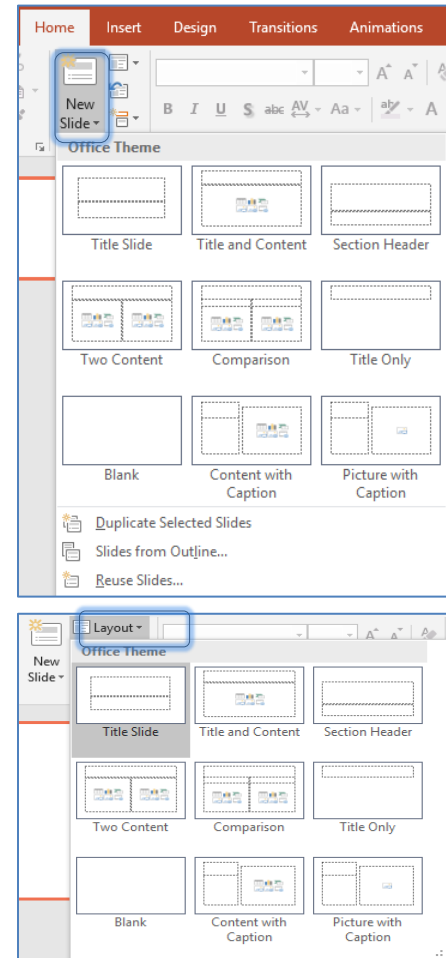 Home Insert Design Transitions Animations
New
Slide
B I U S abc AV Aa A
A A
Office Theme
Title Slide Title and Content Section Header
Two Content Comparison Title Only
Blank Content with
Caption Picture with
Caption
Duplicate Selected Slides
Slides from Outline...
Reuse Slides...
New
Slide
Layout
A A
Office Theme
Title Slide Title and Content Section Header
Two Content Comparison Title Only
Blank Content with
Caption Picture with
Caption